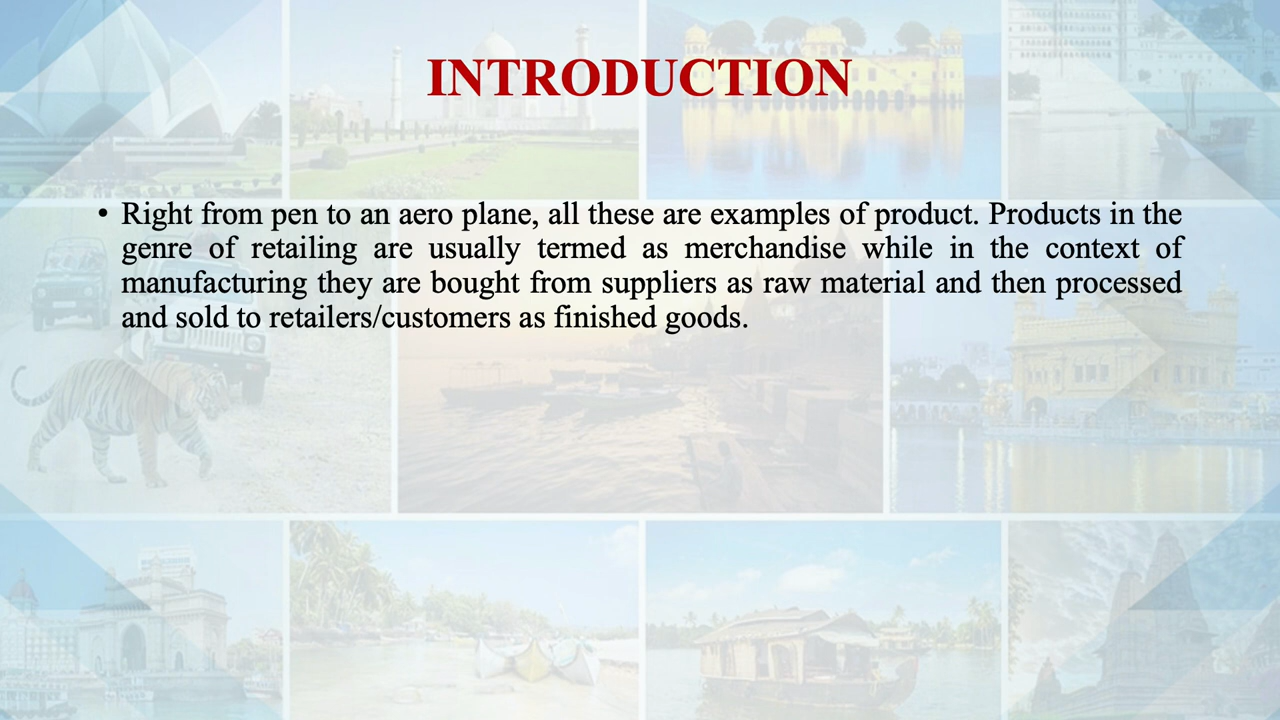 INTRODUCTION
• Right from pen to an aero plane, all these are examples of product. Products in the
genre of retailing are usually termed as merchandise while in the context of
manufacturing they are bought from suppliers as raw material and then processed
and sold to retailers/customers as finished goods.